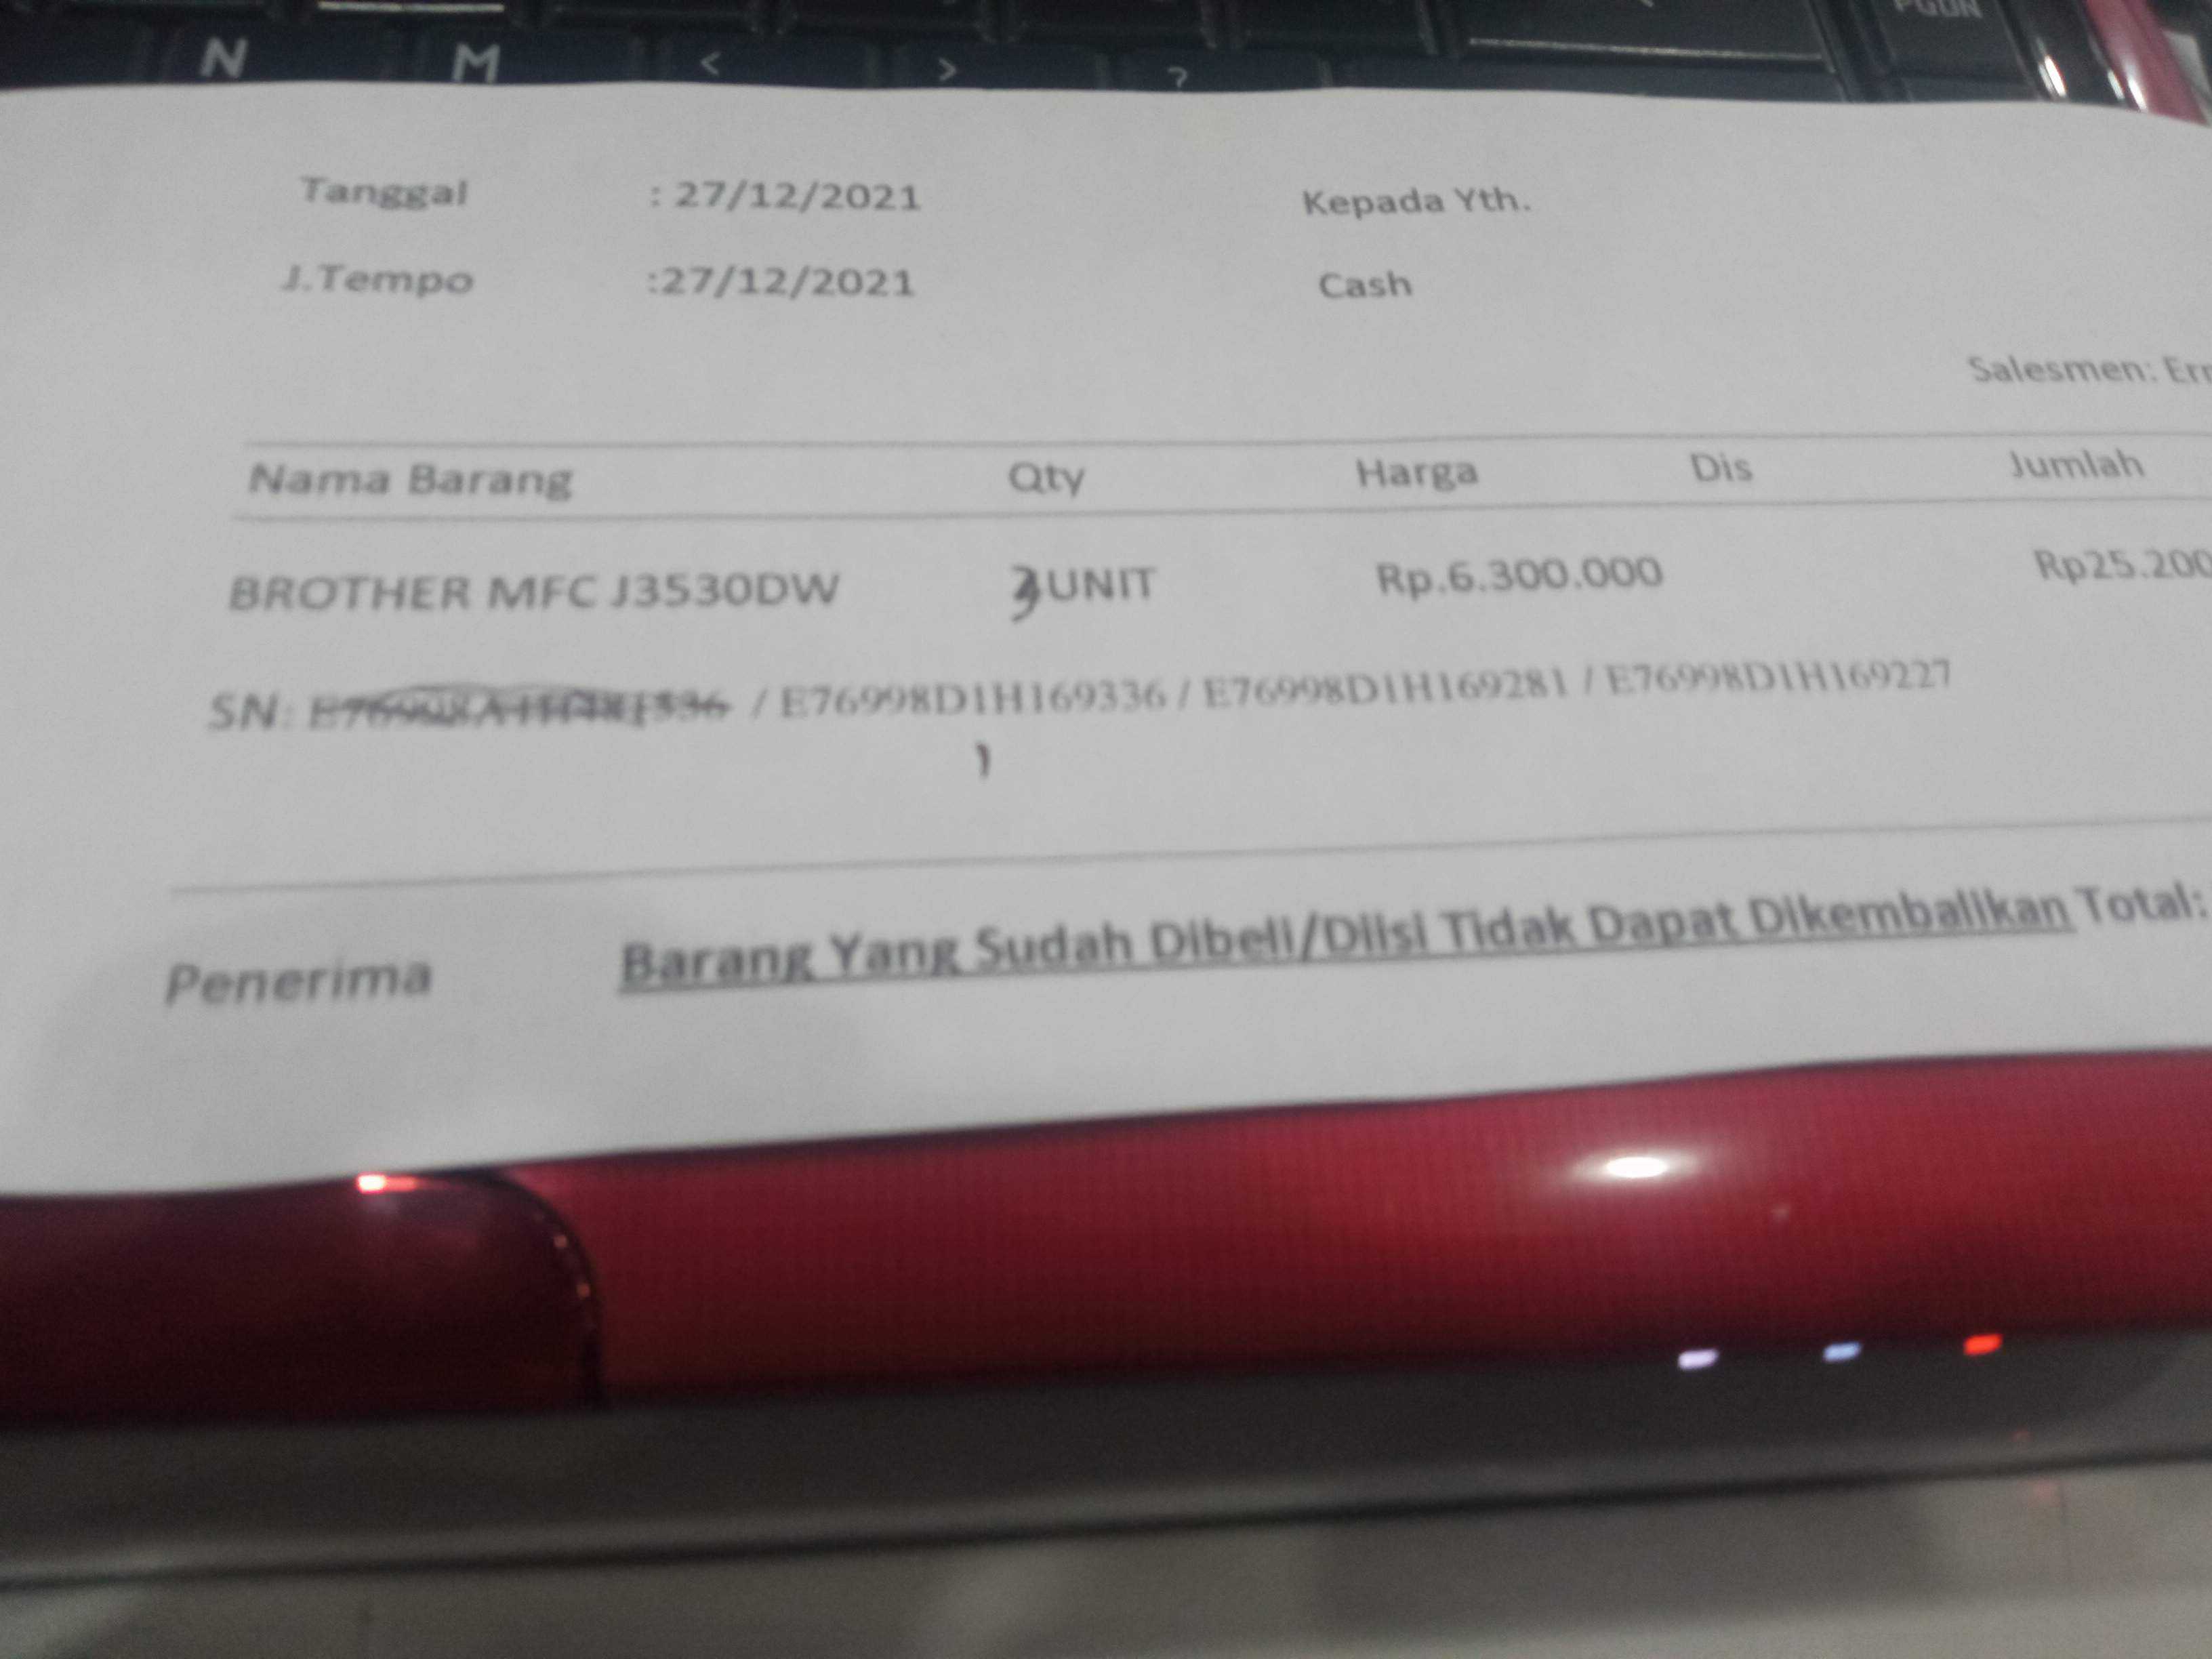 N M < > ?
Tanggal : 27/12/2021 Kepada Yth.
J.Tempo :27/12/2021 Cash
Salesmen:
Nama Barang Qty Harga Dis Jumlah
BROTHER MFC J3530DW 3 UNIT Rp.6.300.000 Rp25.200
SN: / E76998D1H169336 / E76998D1H169281 / E76998D1H169227
Penerima Barang Yang Sudah Dibeli/Diisi Tidak Dapat Dikembalikan Total: